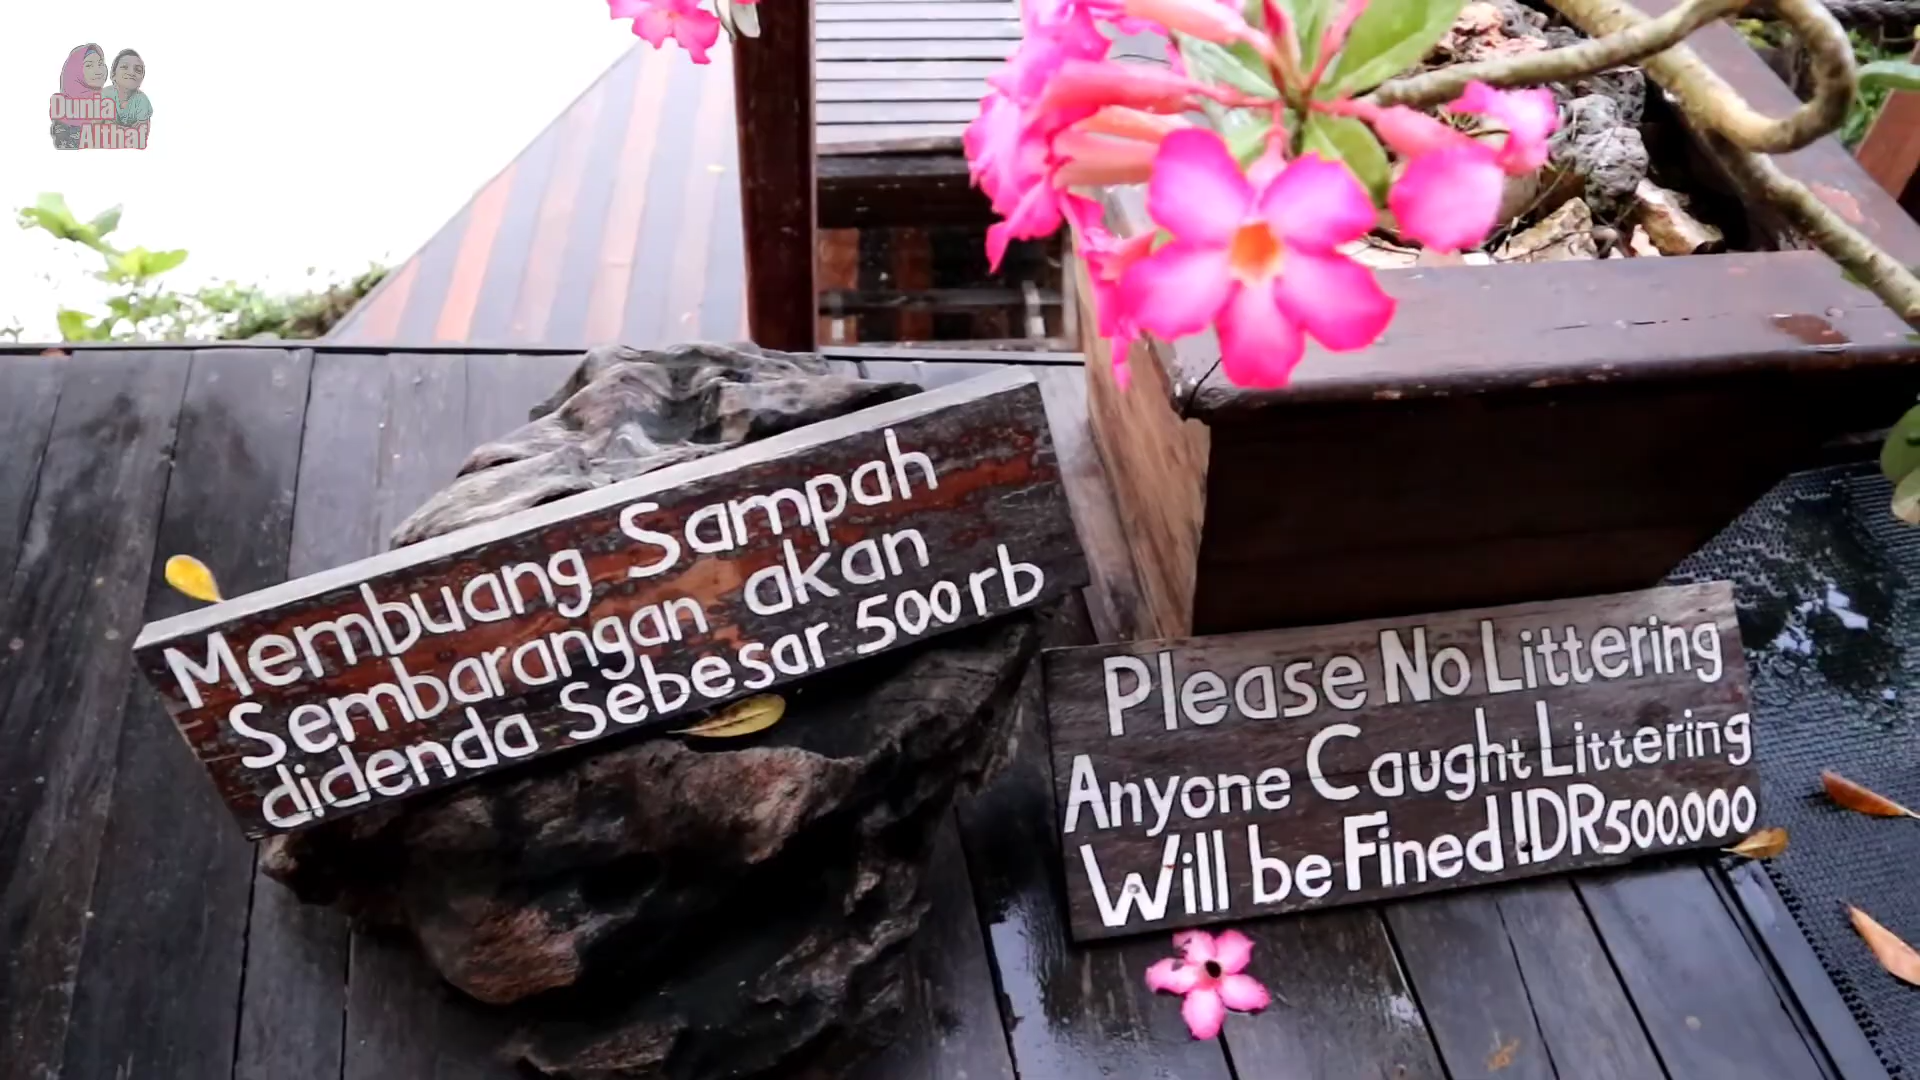 Dunia
Althaf
Membuang Sampah
Sembarangan akan
didenda Sebesar 500rb
Please No Littering
Anyone Caught Littering
Will be Fined IDR500.000